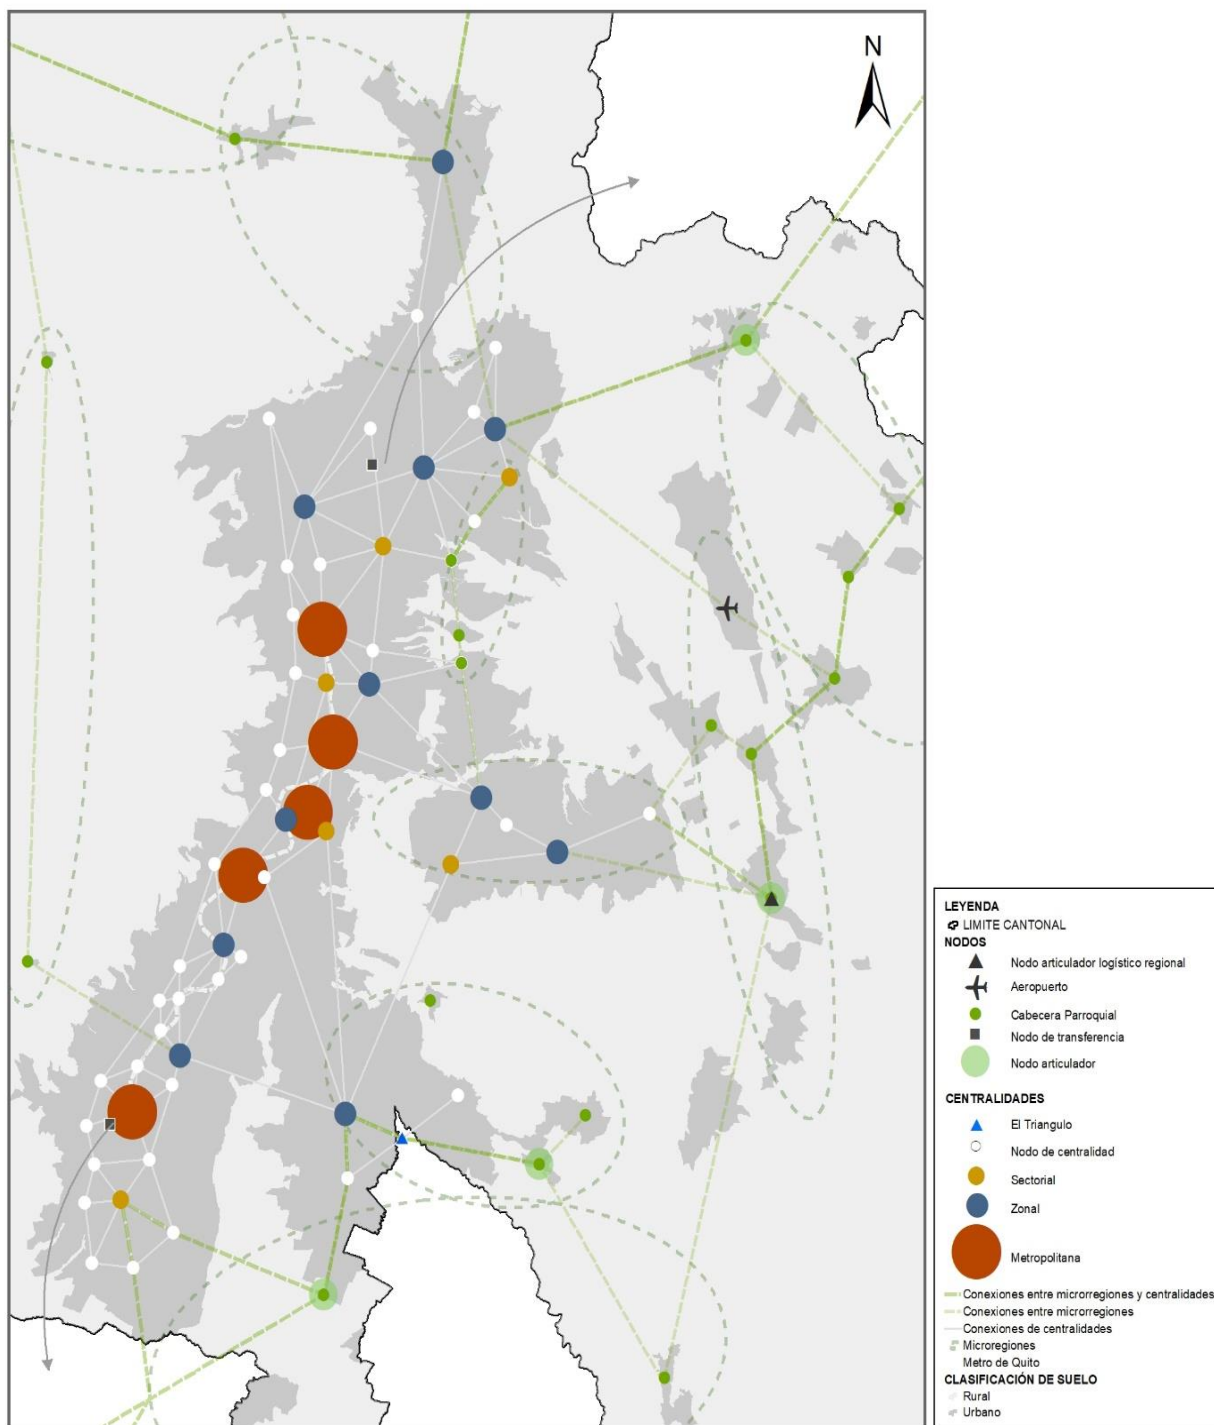 N
LEYENDA
LIMITE CANTONAL
NODOS
Nodo articulador logístico regional
Aeropuerto
Cabecera Parroquial
Nodo de transferencia
Nodo articulador
CENTRALIDADES
El Triangulo
Nodo de centralidad
Sectorial
Zonal
Metropolitana
Conexiones entre microrregiones y centralidades
Conexiones entre microrregiones
Conexiones de centralidades
Microregiones
Metro de Quito
CLASIFICACIÓN DE SUELO
Rural
Urbano